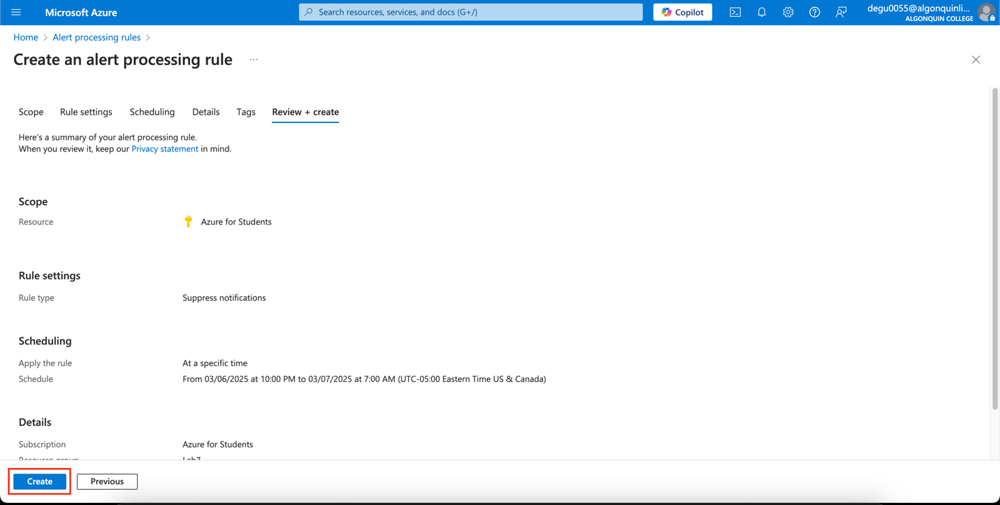 Microsoft Azure
Search resources, services, and docs (G+/)
Copilot
degu0055@algonquinli...
ALGONQUIN COLLEGE
Home > Alert processing rules >
Create an alert processing rule ...
Scope Rule settings Scheduling Details Tags Review + create
Here's a summary of your alert processing rule.
When you review it, keep our Privacy statement in mind.
Scope
Resource Azure for Students
Rule settings
Rule type Suppress notifications
Scheduling
Apply the rule At a specific time
Schedule From 03/06/2025 at 10:00 PM to 03/07/2025 at 7:00 AM (UTC-05:00 Eastern Time US & Canada)
Details
Subscription Azure for Students
Resource group Lab7
Create Previous